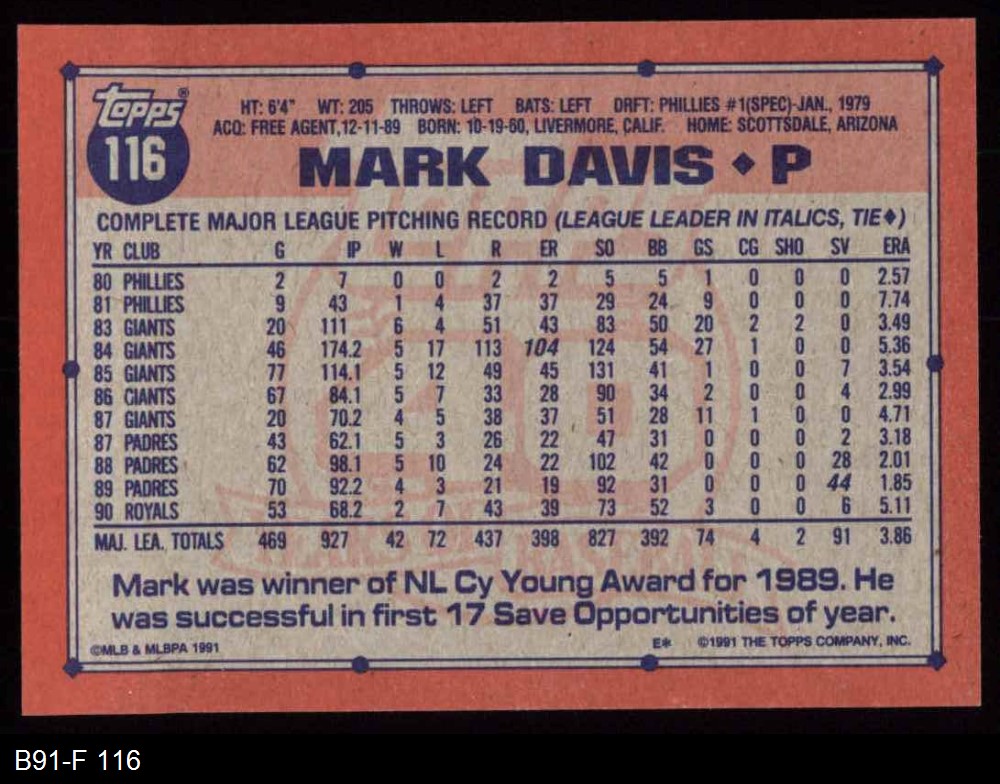 Topps®
116
HT: 6'4" WT: 205 THROWS: LEFT BATS: LEFT DRFT: PHILLIES #1(SPEC)-JAN., 1979
ACQ: FREE AGENT,12-11-89 BORN: 10-19-60, LIVERMORE, CALIF. HOME: SCOTTSDALE, ARIZONA
MARK DAVIS ♦ P
COMPLETE MAJOR LEAGUE PITCHING RECORD (LEAGUE LEADER IN ITALICS, TIE♦)
YR CLUB G IP W L R ER SO BB GS CG SHO SV ERA
80 PHILLIES 2 7 0 0 2 2 5 5 1 0 0 0 2.57
81 PHILLIES 9 43 1 4 37 37 29 24 9 0 0 0 7.74
83 GIANTS 20 111 6 4 51 43 83 50 20 2 2 0 3.49
84 GIANTS 46 174.2 5 17 113 104 124 54 27 1 0 0 5.36
85 GIANTS 77 114.1 5 12 49 45 131 41 1 0 0 7 3.54
86 GIANTS 67 84.1 5 7 33 28 90 34 2 0 0 4 2.99
87 GIANTS 20 70.2 4 5 38 37 51 28 11 1 0 0 4.71
87 PADRES 43 62.1 5 3 26 22 47 31 0 0 0 2 3.18
88 PADRES 62 98.1 5 10 24 22 102 42 0 0 0 28 2.01
89 PADRES 70 92.2 4 3 21 19 92 31 0 0 0 44 1.85
90 ROYALS 53 68.2 2 7 43 39 73 52 3 0 0 6 5.11
MAJ. LEA. TOTALS 469 927 42 72 437 398 827 392 74 4 2 91 3.86
Mark was winner of NL Cy Young Award for 1989. He
was successful in first 17 Save Opportunities of year.
©MLB & MLBPA 1991 E* ©1991 THE TOPPS COMPANY, INC.
B91-F 116